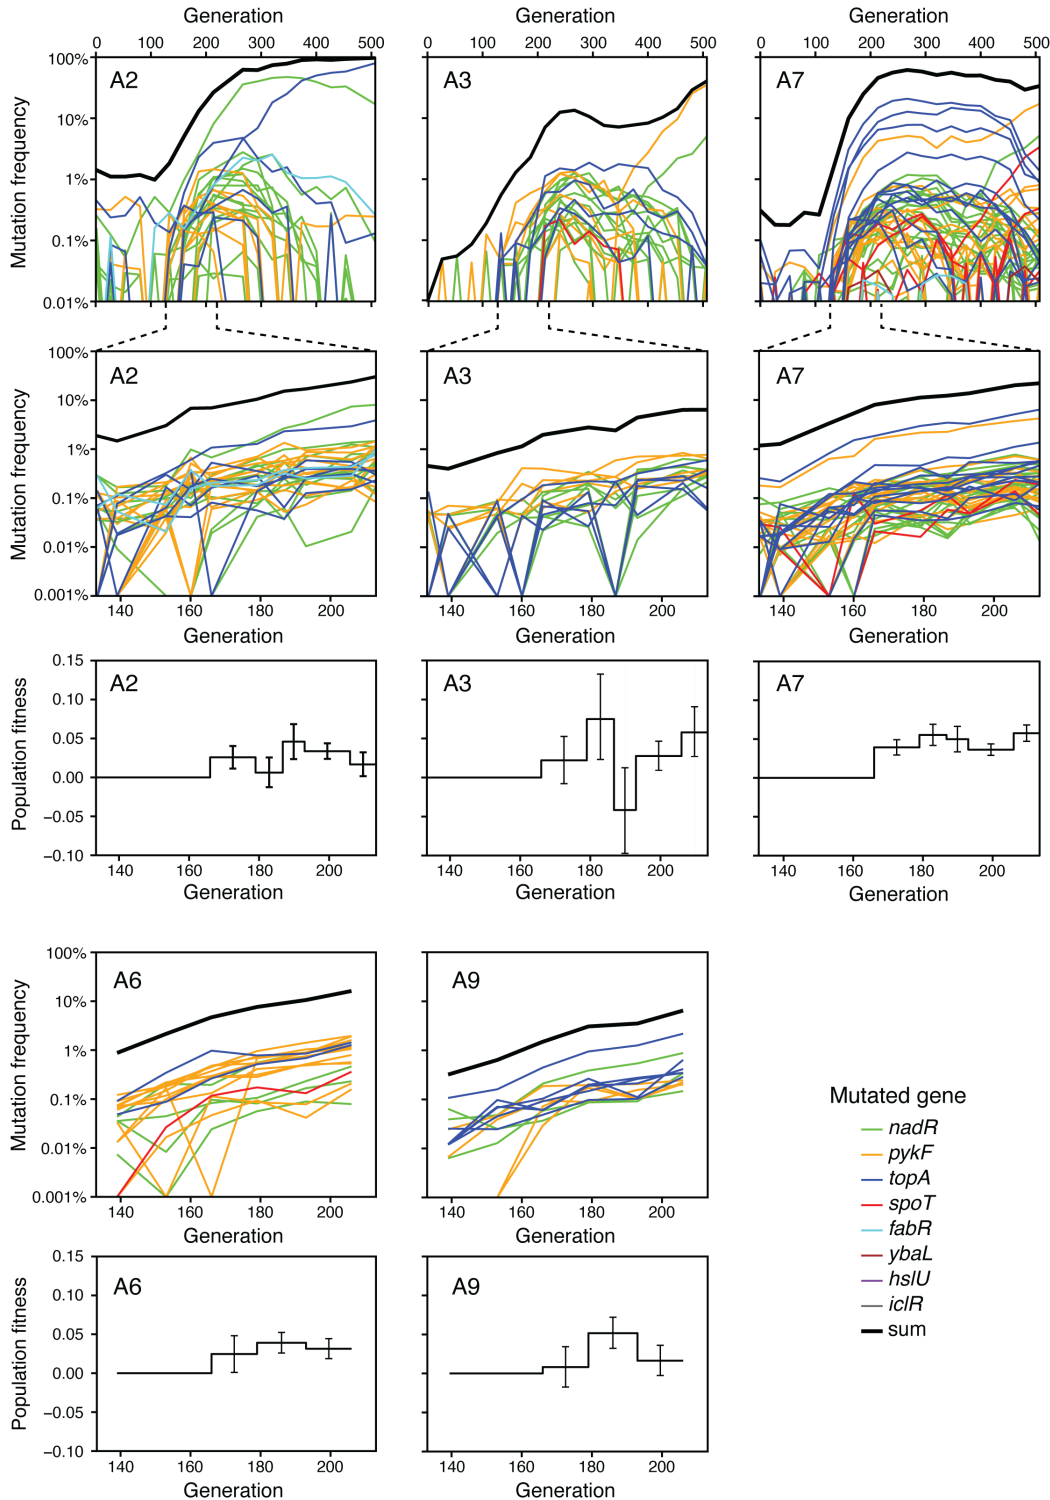 Generation Generation Generation
0 100 200 300 400 500 0 100 200 300 400 500 0 100 200 300 400 500
100%
A2 A3 A7
10%
1%
0.1%
0.01%
Mutation frequency
100%
A2 A3 A7
10%
1%
0.1%
0.01%
0.001%
Mutation frequency
140 160 180 200 140 160 180 200 140 160 180 200
Generation Generation Generation
0.15
A2 A3 A7
0.10
0.05
0.00
−0.05
−0.10
Population fitness
140 160 180 200 140 160 180 200 140 160 180 200
Generation Generation Generation
100%
A6 A9
10%
1%
0.1%
0.01%
0.001%
Mutation frequency
140 160 180 200 140 160 180 200
Generation Generation
Mutated gene
nadR
pykF
topA
spoT
fabR
ybaL
hslU
iclR
sum
0.15
A6 A9
0.10
0.05
0.00
−0.05
−0.10
Population fitness
140 160 180 200 140 160 180 200
Generation Generation